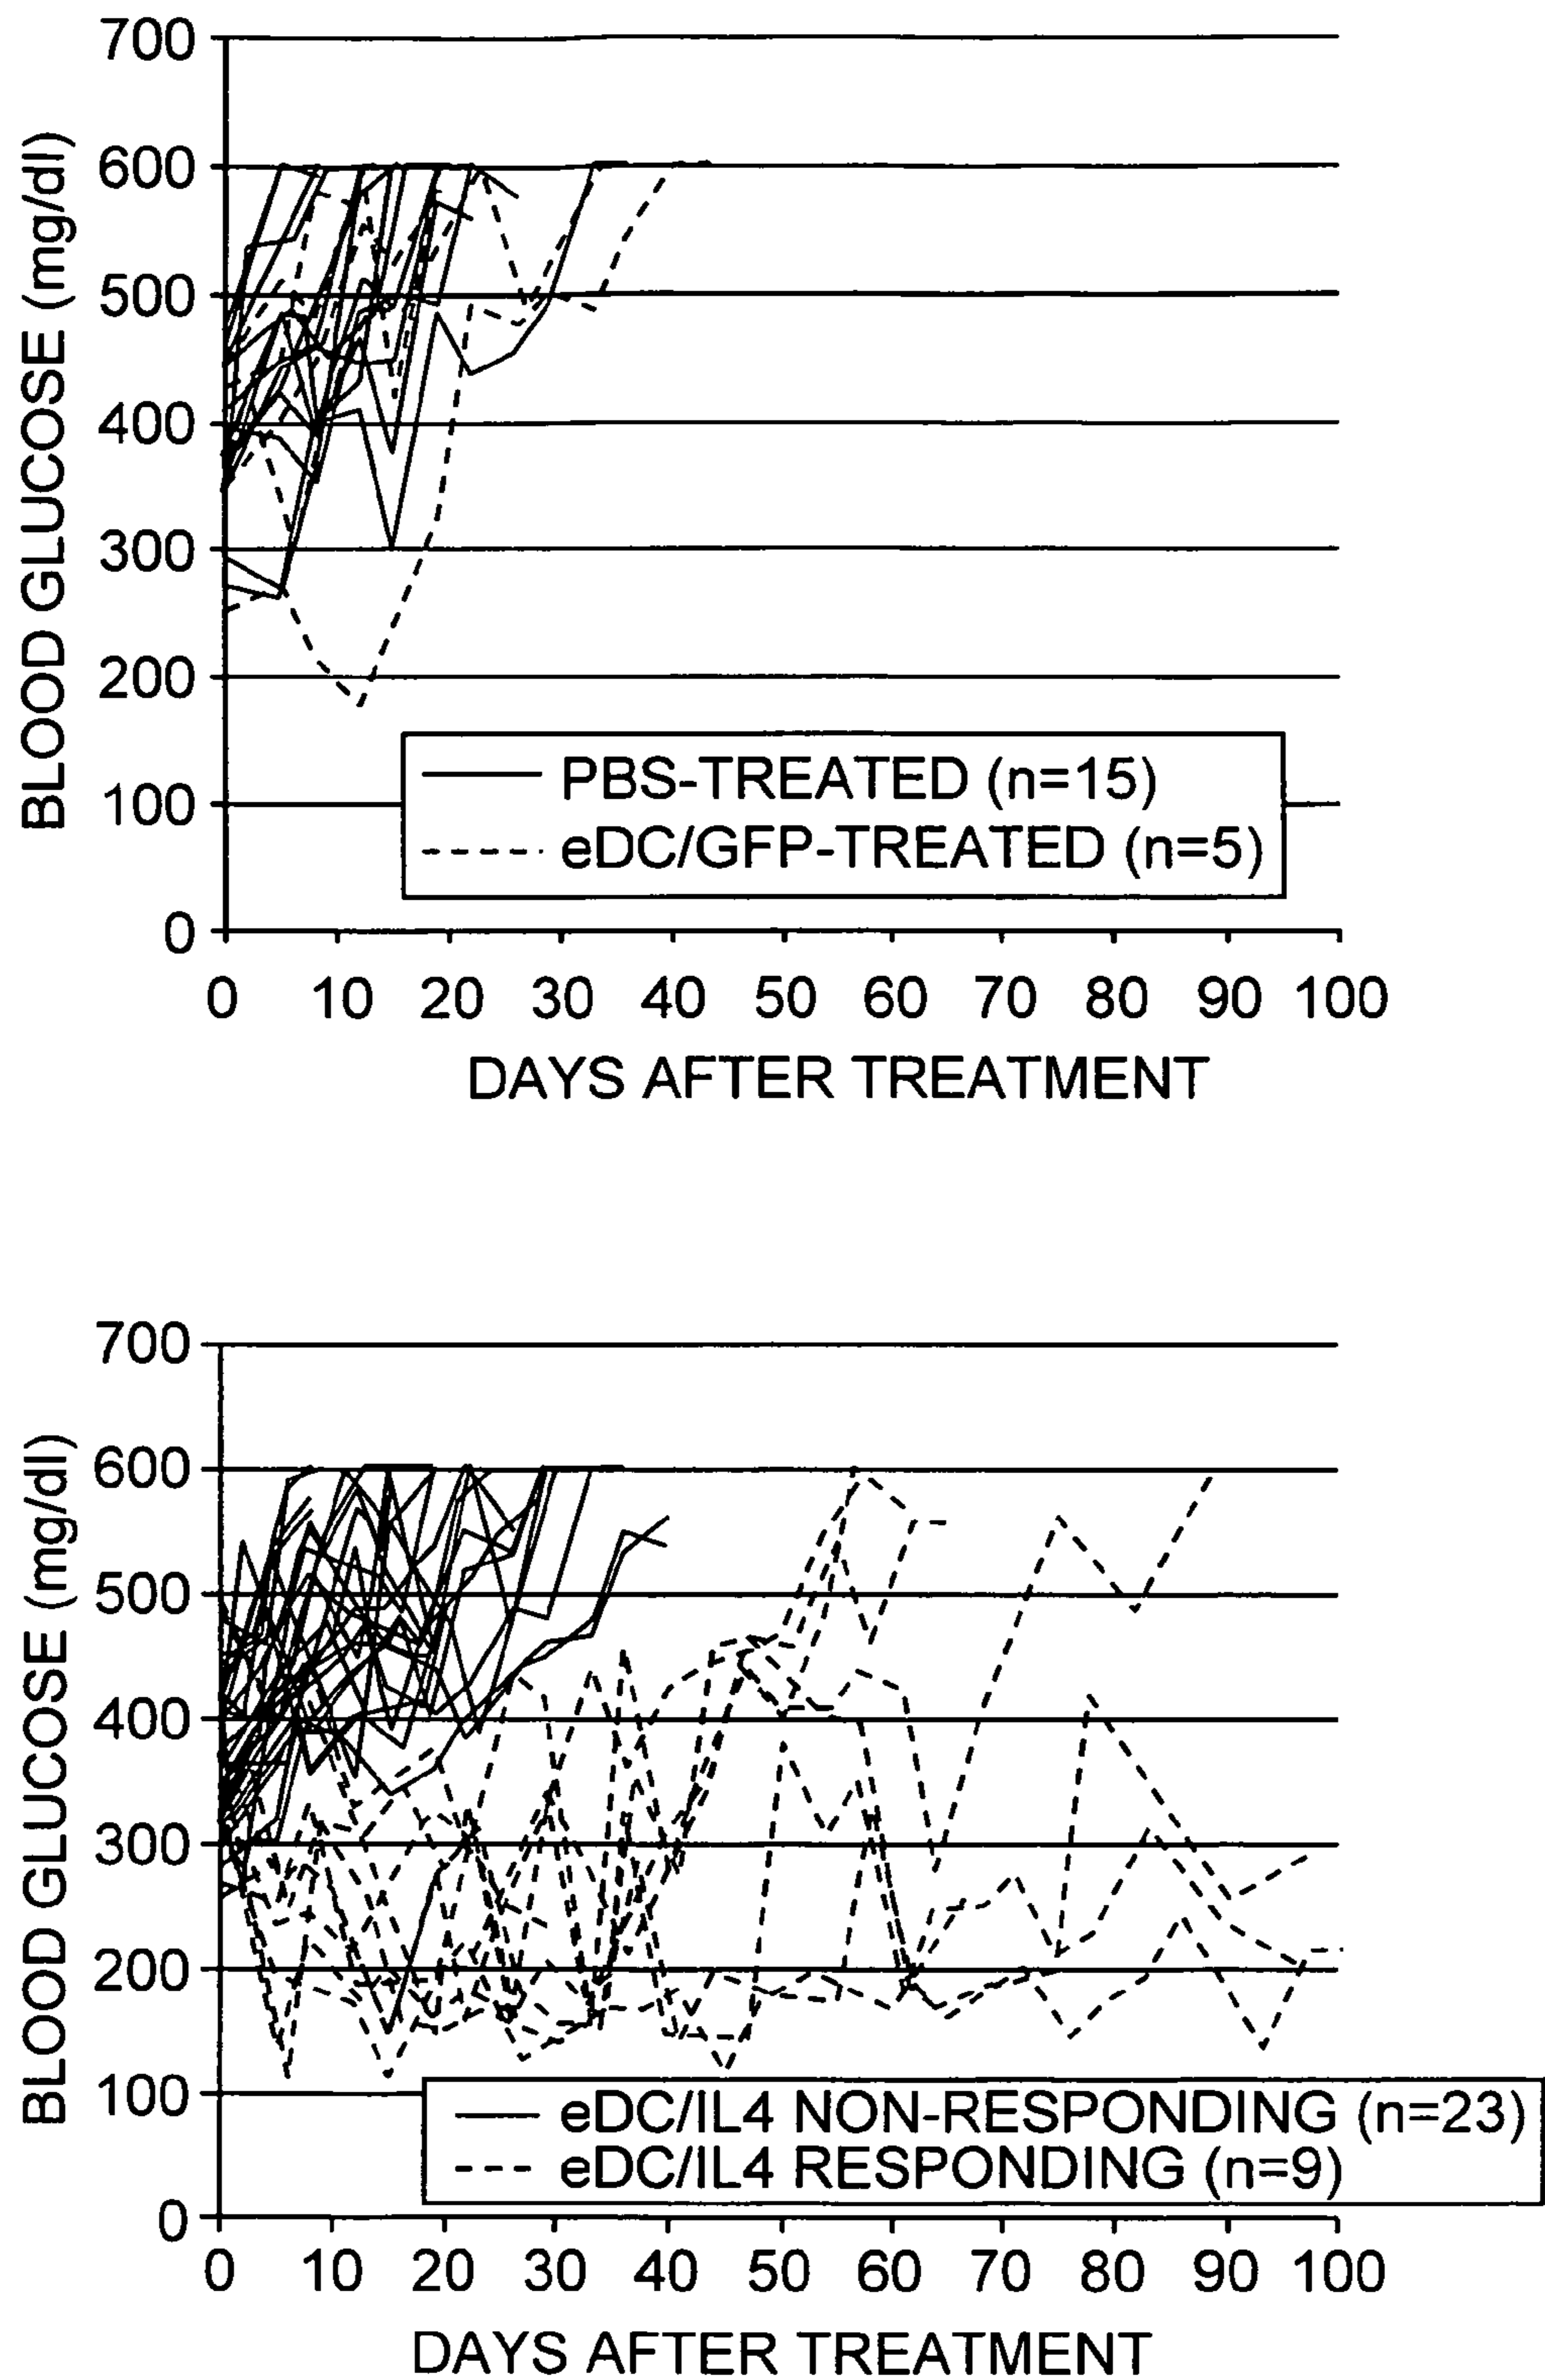 BLOOD GLUCOSE (mg/dl)
700
600
500
400
300
200
100
0
PBS-TREATED (n=15)
eDC/GFP-TREATED (n=5)
0 10 20 30 40 50 60 70 80 90 100
DAYS AFTER TREATMENT
BLOOD GLUCOSE (mg/dl)
700
600
500
400
300
200
100
0
eDC/IL4 NON-RESPONDING (n=23)
eDC/IL4 RESPONDING (n=9)
0 10 20 30 40 50 60 70 80 90 100
DAYS AFTER TREATMENT